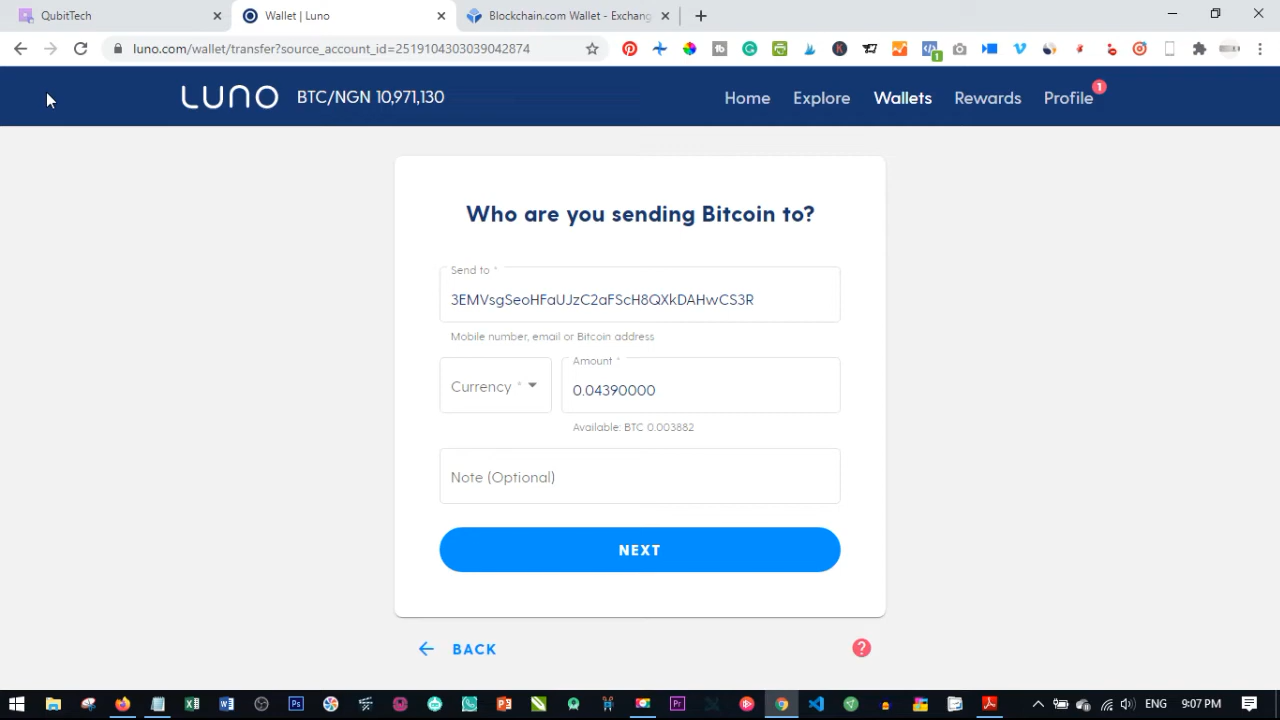 QubitTech
Wallet | Luno
Blockchain.com Wallet - Exchang
luno.com/wallet/transfer?source_account_id=2519104303039042874
1
LUNO BTC/NGN 10,971,130
Home Explore Wallets Rewards Profile 1
Who are you sending Bitcoin to?
Send to *
3EMVsgSeoHFaUJzC2aFScH8QXkDAHwCS3R
Mobile number, email or Bitcoin address
Currency *
Amount *
0.04390000
Available: BTC 0.003882
Note (Optional)
NEXT
BACK
?
ENG 9:07 PM